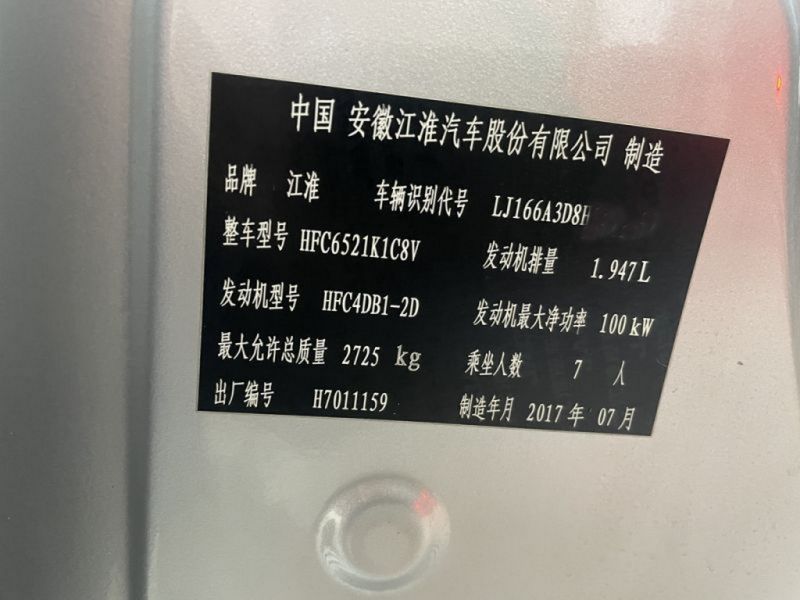 中国 安徽江淮汽车股份有限公司 制造
品牌 江淮 车辆识别代号 LJ166A3D8
整车型号 HFC6521K1C8V 发动机排量 1.947L
发动机型号 HFC4DB1-2D 发动机最大净功率 100kW
最大允许总质量 2725 kg 乘坐人数 7 人
出厂编号 H7011159 制造年月 2017年 07月